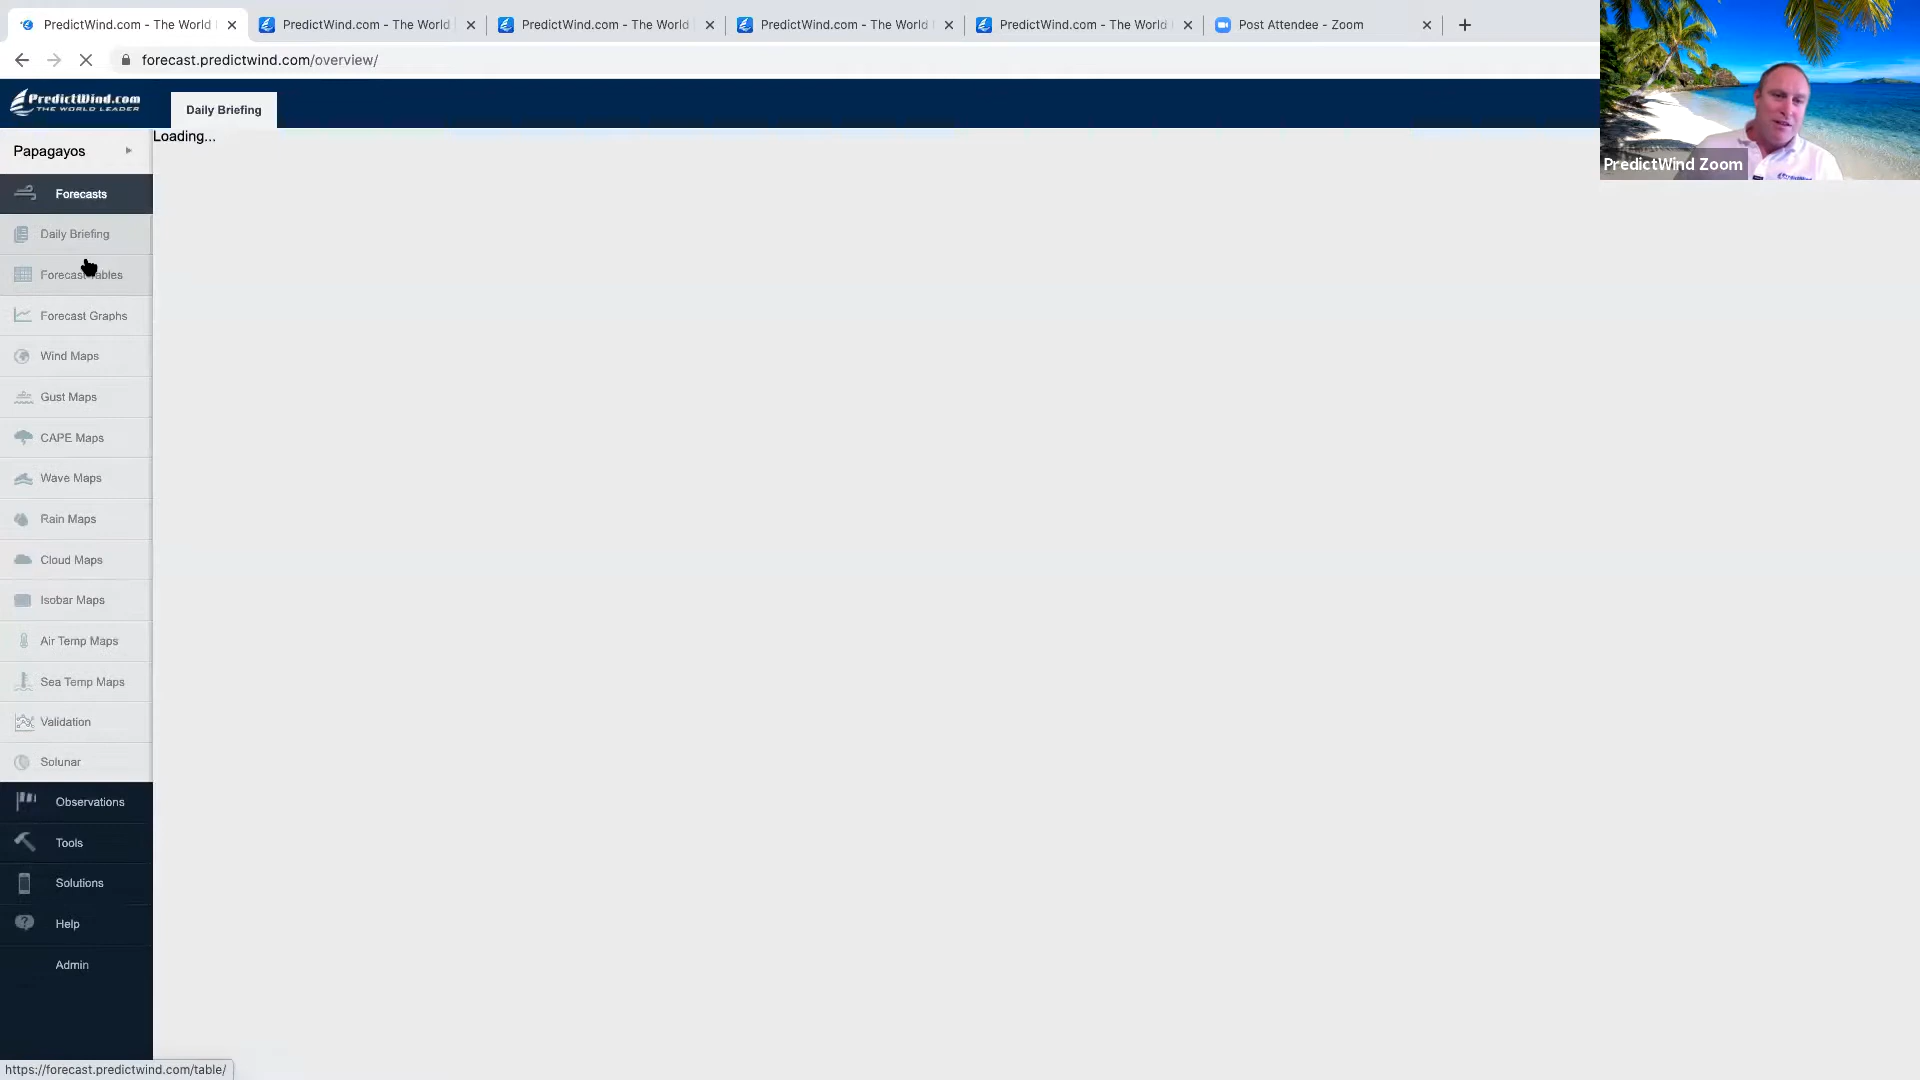 PredictWind.com - The World
PredictWind.com - The World
PredictWind.com - The World
PredictWind.com - The World
PredictWind.com - The World
Post Attendee - Zoom
forecast.predictwind.com/overview/
PredictWind.com
THE WORLD LEADER
Daily Briefing
PredictWind Zoom
Papagayos
Loading...
Forecasts
Daily Briefing
Forecast Tables
Forecast Graphs
Wind Maps
Gust Maps
CAPE Maps
Wave Maps
Rain Maps
Cloud Maps
Isobar Maps
Air Temp Maps
Sea Temp Maps
Validation
Solunar
Observations
Tools
Solutions
Help
Admin
https://forecast.predictwind.com/table/